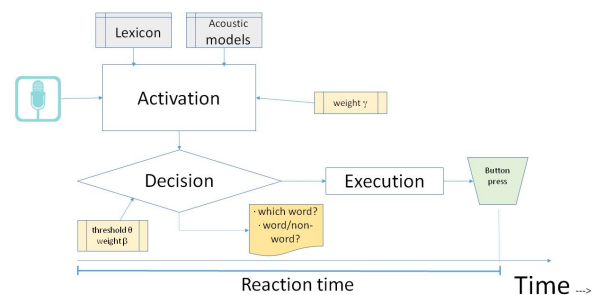 Lexicon
Acoustic
models
Activation
weight γ
Decision
Execution
Button
press
threshold θ
weight β
· which word?
· word/non-
word?
Reaction time
Time --->